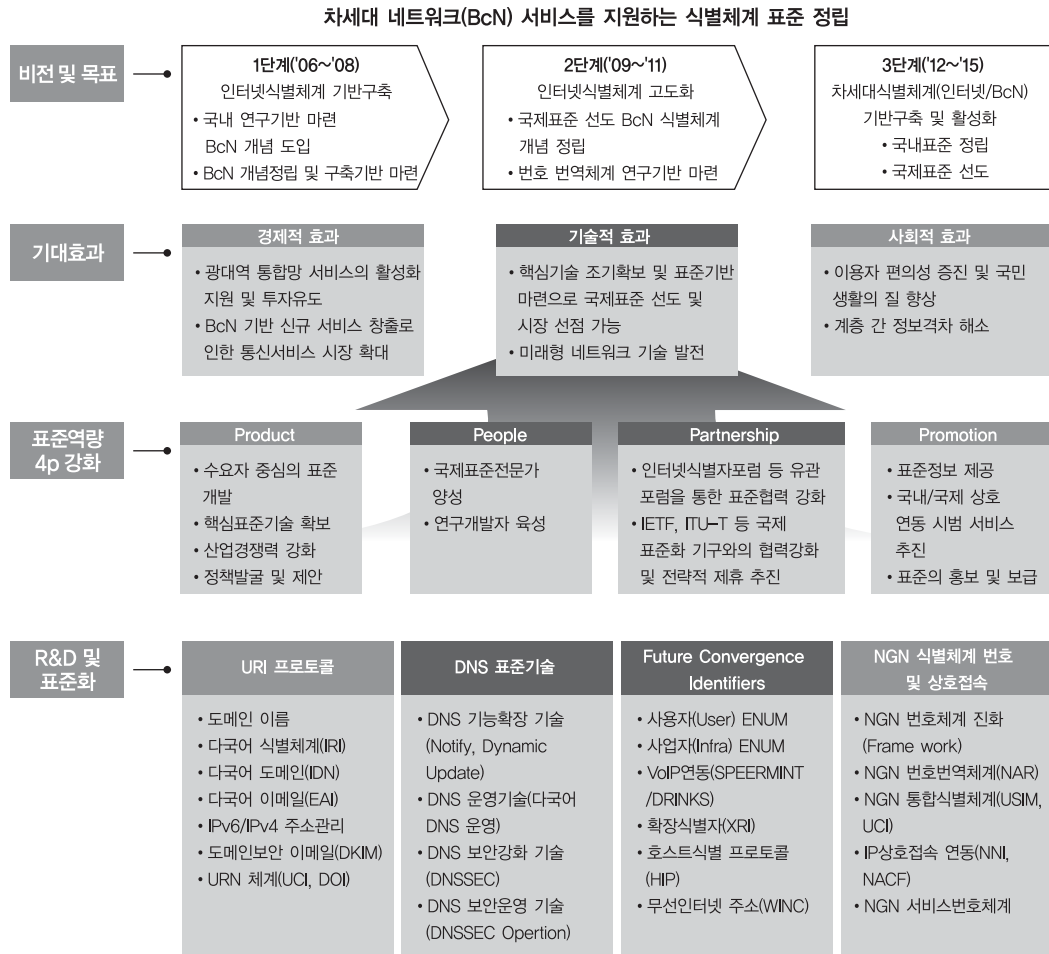 차세대 네트워크(BcN) 서비스를 지원하는 식별체계 표준 정립
비전 및 목표
1단계('06~'08)
인터넷식별체계 기반구축
• 국내 연구기반 마련
BcN 개념 도입
• BcN 개념정립 및 구축기반 마련
2단계('09~'11)
인터넷식별체계 고도화
• 국제표준 선도 BcN 식별체계
개념 정립
• 번호 번역체계 연구기반 마련
3단계('12~'15)
차세대식별체계(인터넷/BcN)
기반구축 및 활성화
• 국내표준 정립
• 국제표준 선도
기대효과
경제적 효과
• 광대역 통합망 서비스의 활성화
지원 및 투자유도
• BcN 기반 신규 서비스 창출로
인한 통신서비스 시장 확대
기술적 효과
• 핵심기술 조기확보 및 표준기반
마련으로 국제표준 선도 및
시장 선점 가능
• 미래형 네트워크 기술 발전
사회적 효과
• 이용자 편의성 증진 및 국민
생활의 질 향상
• 계층 간 정보격차 해소
표준역량
4p 강화
Product
• 수요자 중심의 표준
개발
• 핵심표준기술 확보
• 산업경쟁력 강화
• 정책발굴 및 제안
People
• 국제표준전문가
양성
• 연구개발자 육성
Partnership
• 인터넷식별자포럼 등 유관
포럼을 통한 표준협력 강화
• IETF, ITU-T 등 국제
표준화 기구와의 협력강화
및 전략적 제휴 추진
Promotion
• 표준정보 제공
• 국내/국제 상호
연동 시범 서비스
추진
• 표준의 홍보 및 보급
R&D 및
표준화
URI 프로토콜
• 도메인 이름
• 다국어 식별체계(IRI)
• 다국어 도메인(IDN)
• 다국어 이메일(EAI)
• IPv6/IPv4 주소관리
• 도메인보안 이메일(DKIM)
• URN 체계(UCI, DOI)
DNS 표준기술
• DNS 기능확장 기술
(Notify, Dynamic
Update)
• DNS 운영기술(다국어
DNS 운영)
• DNS 보안강화 기술
(DNSSEC)
• DNS 보안운영 기술
(DNSSEC Opertion)
Future Convergence
Identifiers
• 사용자(User) ENUM
• 사업자(Infra) ENUM
• VoIP연동(SPEERMINT
/DRINKS)
• 확장식별자(XRI)
• 호스트식별 프로토콜
(HIP)
• 무선인터넷 주소(WINC)
NGN 식별체계 번호
및 상호접속
• NGN 번호체계 진화
(Frame work)
• NGN 번호번역체계(NAR)
• NGN 통합식별체계(USIM,
UCI)
• IP상호접속 연동(NNI,
NACF)
• NGN 서비스번호체계